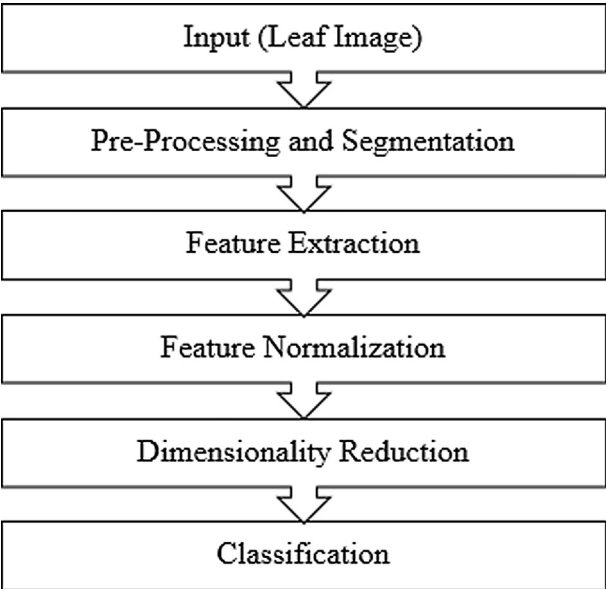 Input (Leaf Image)
Pre-Processing and Segmentation
Feature Extraction
Feature Normalization
Dimensionality Reduction
Classification